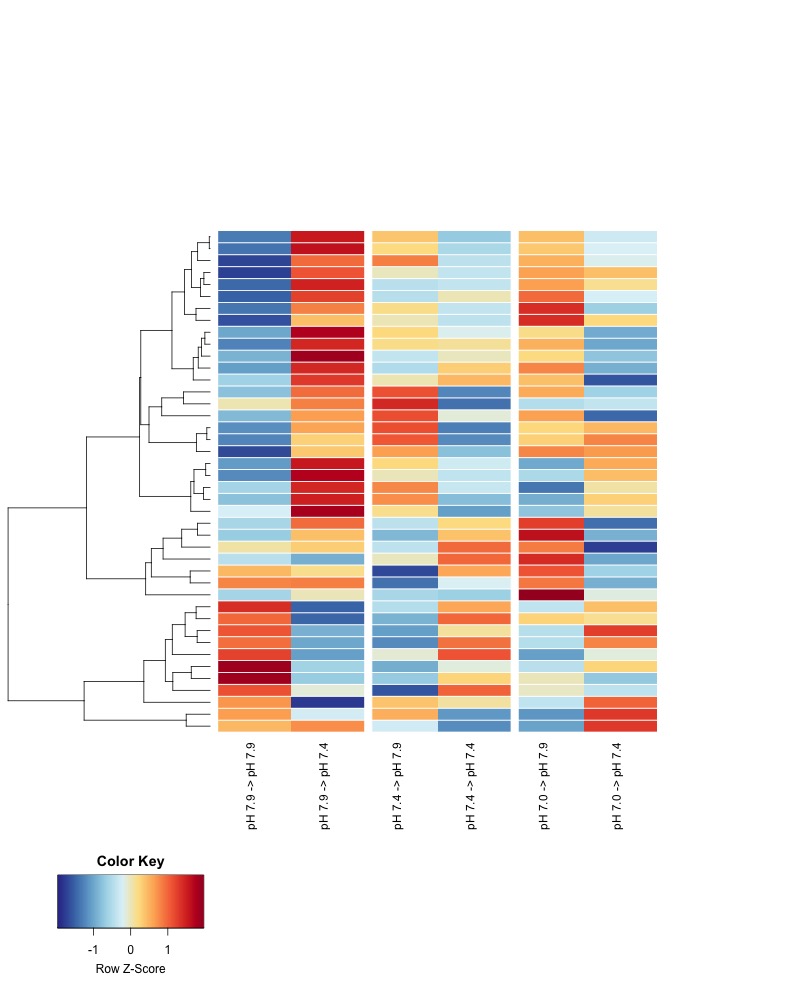 pH 7.9 -> pH 7.9
pH 7.9 -> pH 7.4
pH 7.4 -> pH 7.9
pH 7.4 -> pH 7.4
pH 7.0 -> pH 7.9
pH 7.0 -> pH 7.4
Color Key
-1 0 1
Row Z-Score